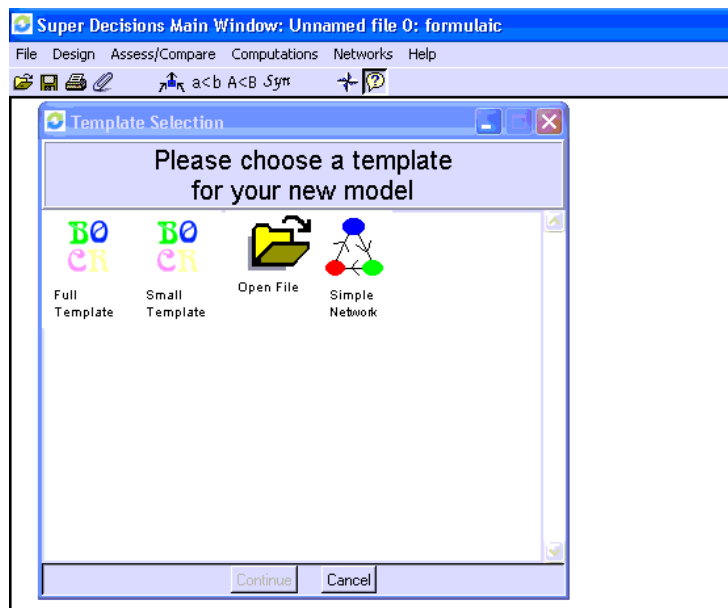 Super Decisions Main Window: Unnamed file 0: formulaic
File Design Assess/Compare Computations Networks Help
a<b A<B Syn
Template Selection
Please choose a template
for your new model
BO
CR
Full
Template
BO
CR
Small
Template
Open File
Simple
Network
Continue Cancel